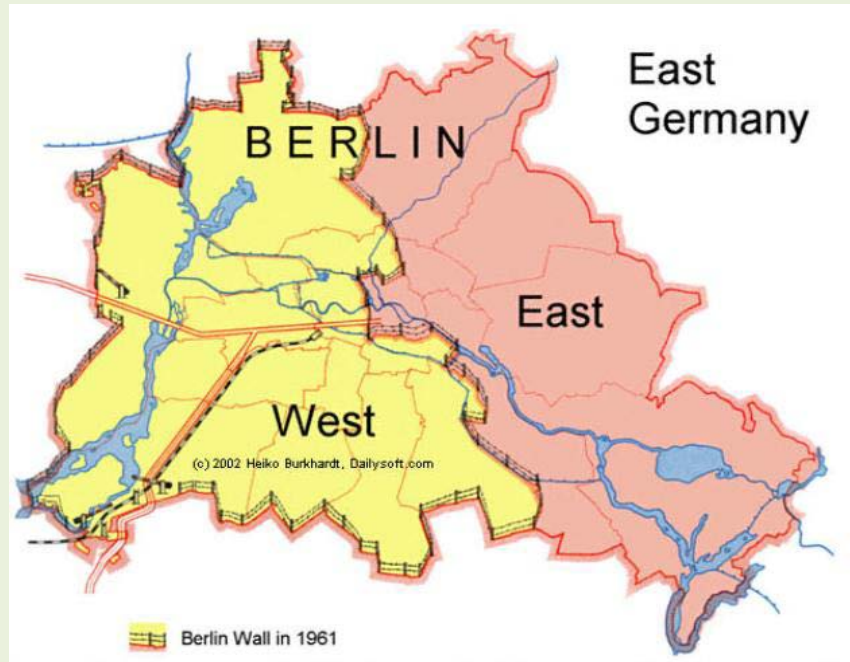 East
Germany
BERLIN
East
West
(c) 2002 Heiko Burkhardt, Dailysoft.com
Berlin Wall in 1961